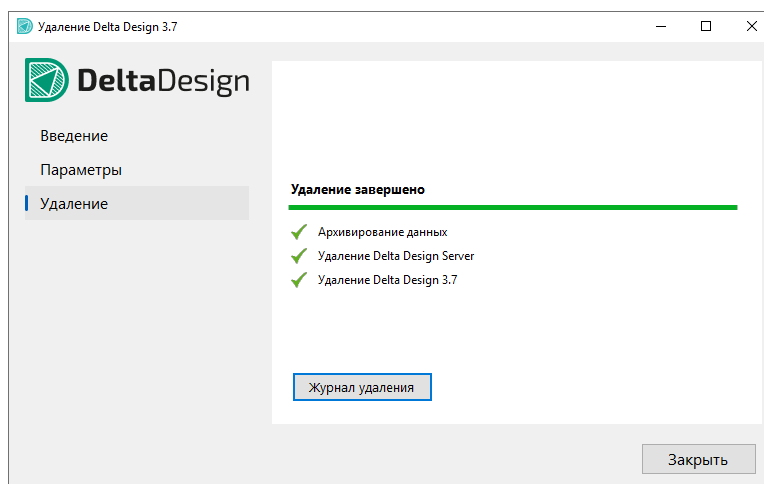 Удаление Delta Design 3.7
DeltaDesign
Введение
Параметры
Удаление
Удаление завершено
Архивирование данных
Удаление Delta Design Server
Удаление Delta Design 3.7
Журнал удаления
Закрыть